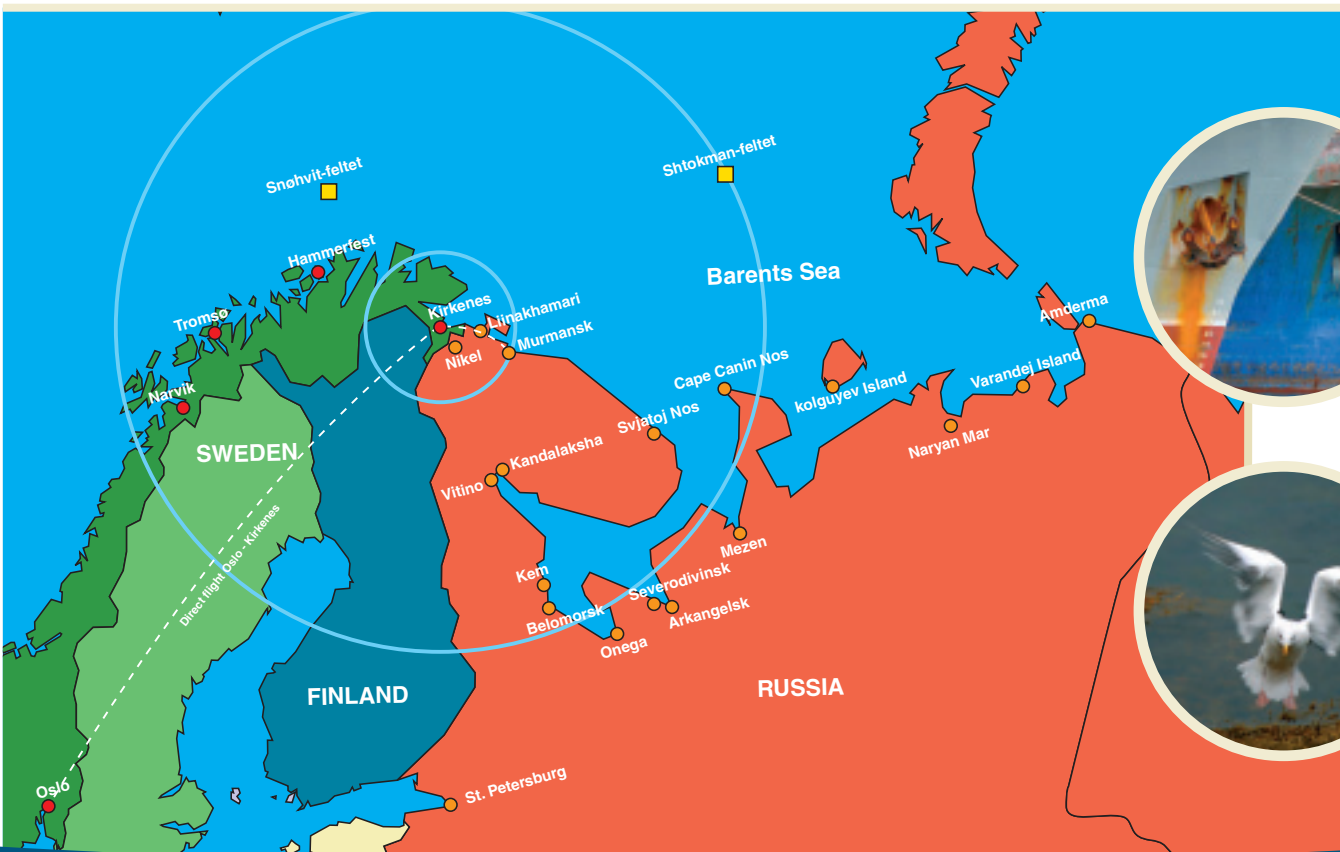 Snøhvit-feltet
Shtokman-feltet
Hammerfest
Barents Sea
Kirkenes
Liinakhamari
Amderma
Tromsø
Murmansk
Nikel
Cape Canin Nos
Varandej Island
kolguyev Island
Narvik
Svjatoj Nos
Naryan Mar
SWEDEN
Kandalaksha
Vitino
Direct flight Oslo - Kirkenes
Mezen
Kem
Severodivinsk
Belomorsk
Arkangelsk
Onega
FINLAND
RUSSIA
Oslo
St. Petersburg